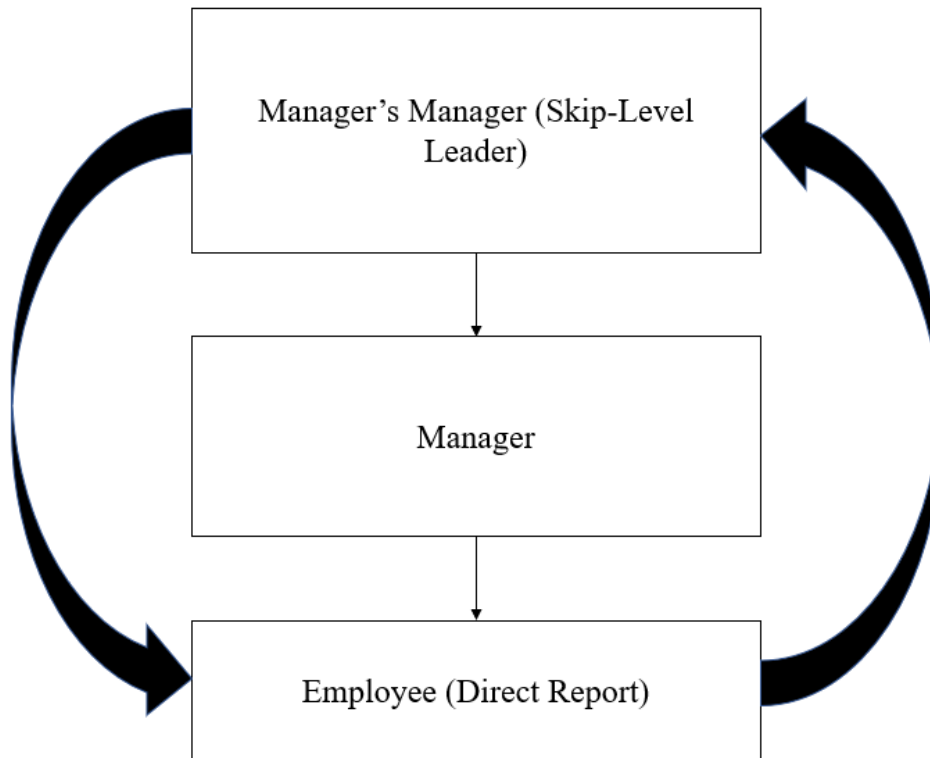 Manager’s Manager (Skip-Level
Leader)
Manager
Employee (Direct Report)